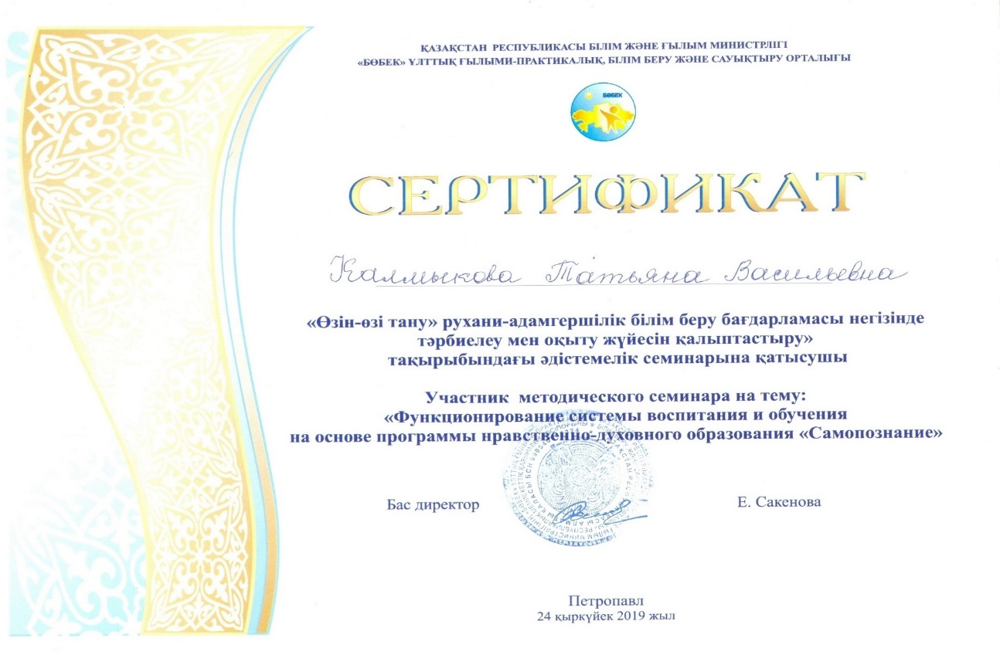 ҚАЗАҚСТАН РЕСПУБЛИКАСЫ БІЛІМ ЖӘНЕ ҒЫЛЫМ МИНИСТРЛІГІ
«БӨБЕК» ҰЛТТЫҚ ҒЫЛЫМИ-ПРАКТИКАЛЫҚ, БІЛІМ БЕРУ ЖӘНЕ САУЫҚТЫРУ ОРТАЛЫҒЫ
БӨБЕК
СЕРТИФИКАТ
Калмыкова Татьяна Васильевна
«Өзін-өзі тану» рухани-адамгершілік білім беру бағдарламасы негізінде
тәрбиелеу мен оқыту жүйесін қалыптастыру»
тақырыбындағы әдістемелік семинарына қатысушы
Участник методического семинара на тему:
«Функционирование системы воспитания и обучения
на основе программы нравственно-духовного образования «Самопознание»
Бас директор
Е. Сакенова
Петропавл
24 қыркүйек 2019 жыл